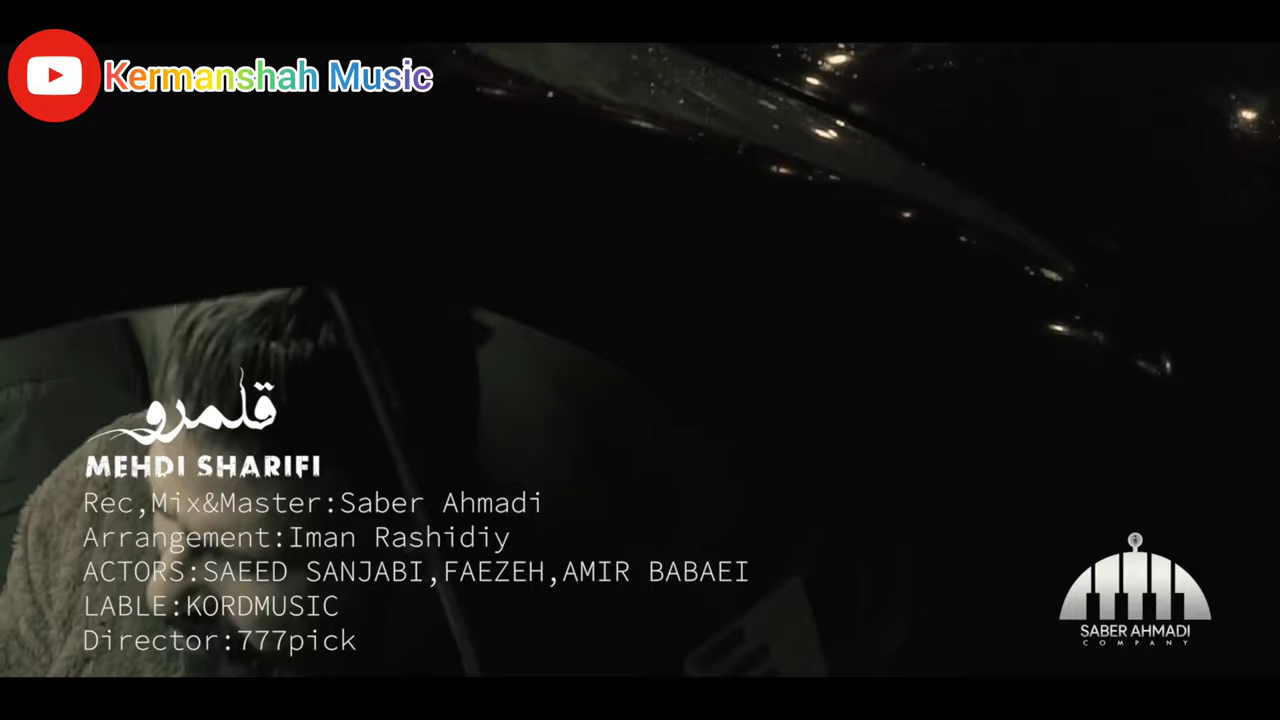 Kermanshah Music
قلمرو
MEHDI SHARIFI
Rec,Mix&Master:Saber Ahmadi
Arrangement:Iman Rashidiy
ACTORS:SAEED SANJABI,FAEZEH,AMIR BABAEI
LABLE:KORDMUSIC
Director:777pick
SABER AHMADI
COMPANY